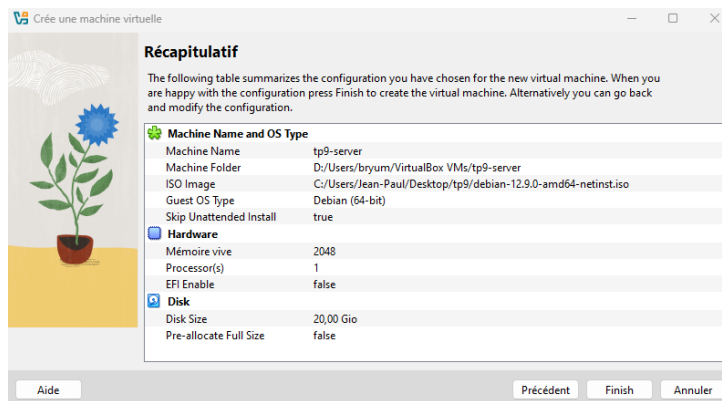 Crée une machine virtuelle
Récapitulatif
The following table summarizes the configuration you have chosen for the new virtual machine. When you
are happy with the configuration press Finish to create the virtual machine. Alternatively you can go back
and modify the configuration.
Machine Name and OS Type
Machine Name tp9-server
Machine Folder D:/Users/bryum/VirtualBox VMs/tp9-server
ISO Image C:/Users/Jean-Paul/Desktop/tp9/debian-12.9.0-amd64-netinst.iso
Guest OS Type Debian (64-bit)
Skip Unattended Install true
Hardware
Mémoire vive 2048
Processor(s) 1
EFI Enable false
Disk
Disk Size 20,00 Gio
Pre-allocate Full Size false
Aide Précédent Finish Annuler